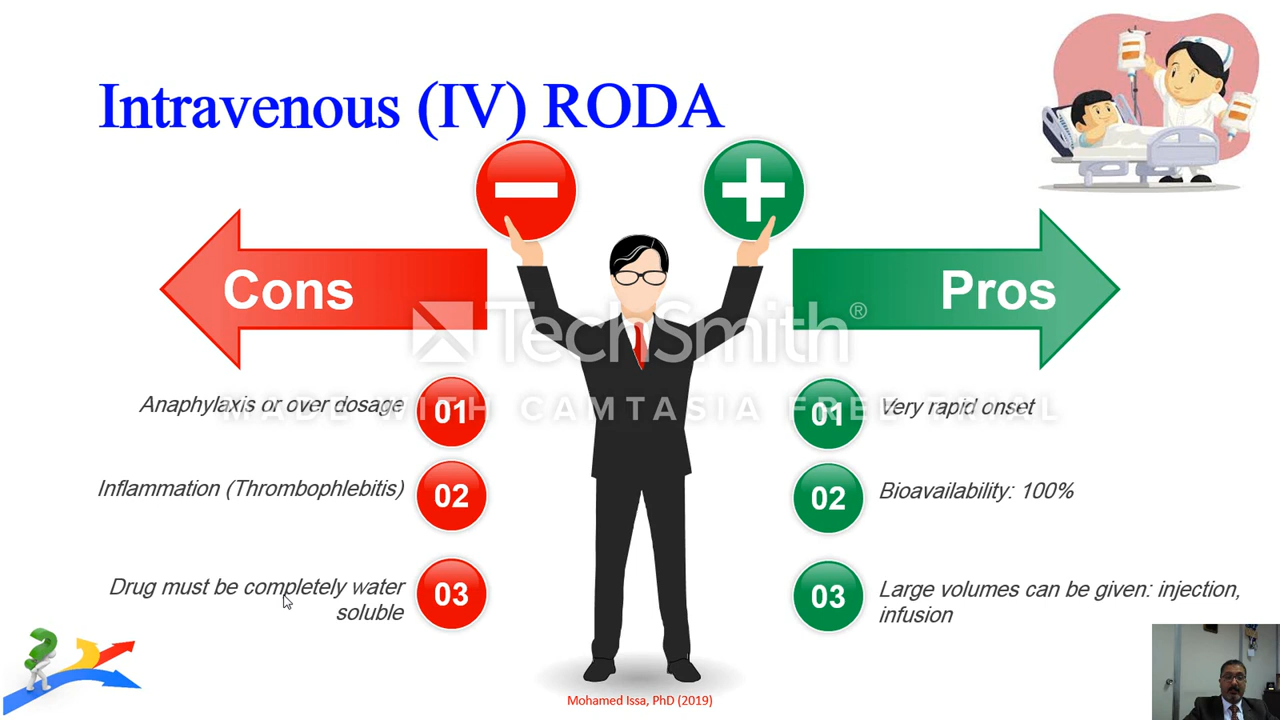 Intravenous (IV) RODA
Cons
Pros
TechSmith®
MADE WITH CAMTASIA FREE TRIAL
Anaphylaxis or over dosage
01
Inflammation (Thrombophlebitis)
02
Drug must be completely water
soluble
03
01
Very rapid onset
02
Bioavailability: 100%
03
Large volumes can be given: injection,
infusion
Mohamed Issa, PhD (2019)